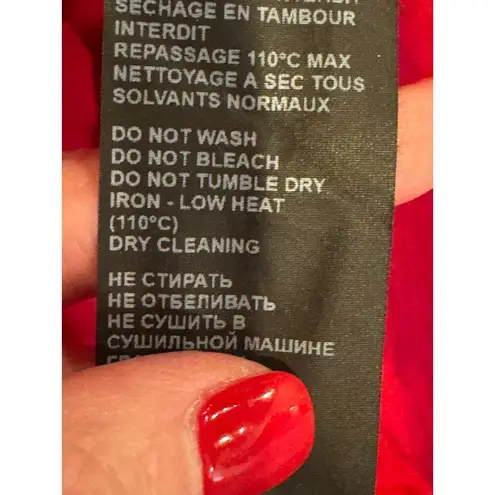 SÉCHAGE EN TAMBOUR
INTERDIT
REPASSAGE 110°C MAX
NETTOYAGE A SEC TOUS
SOLVANTS NORMAUX
DO NOT WASH
DO NOT BLEACH
DO NOT TUMBLE DRY
IRON - LOW HEAT
(110°C)
DRY CLEANING
НЕ СТИРАТЬ
НЕ ОТБЕЛИВАТЬ
НЕ СУШИТЬ В
СУШИЛЬНОЙ МАШИНЕ